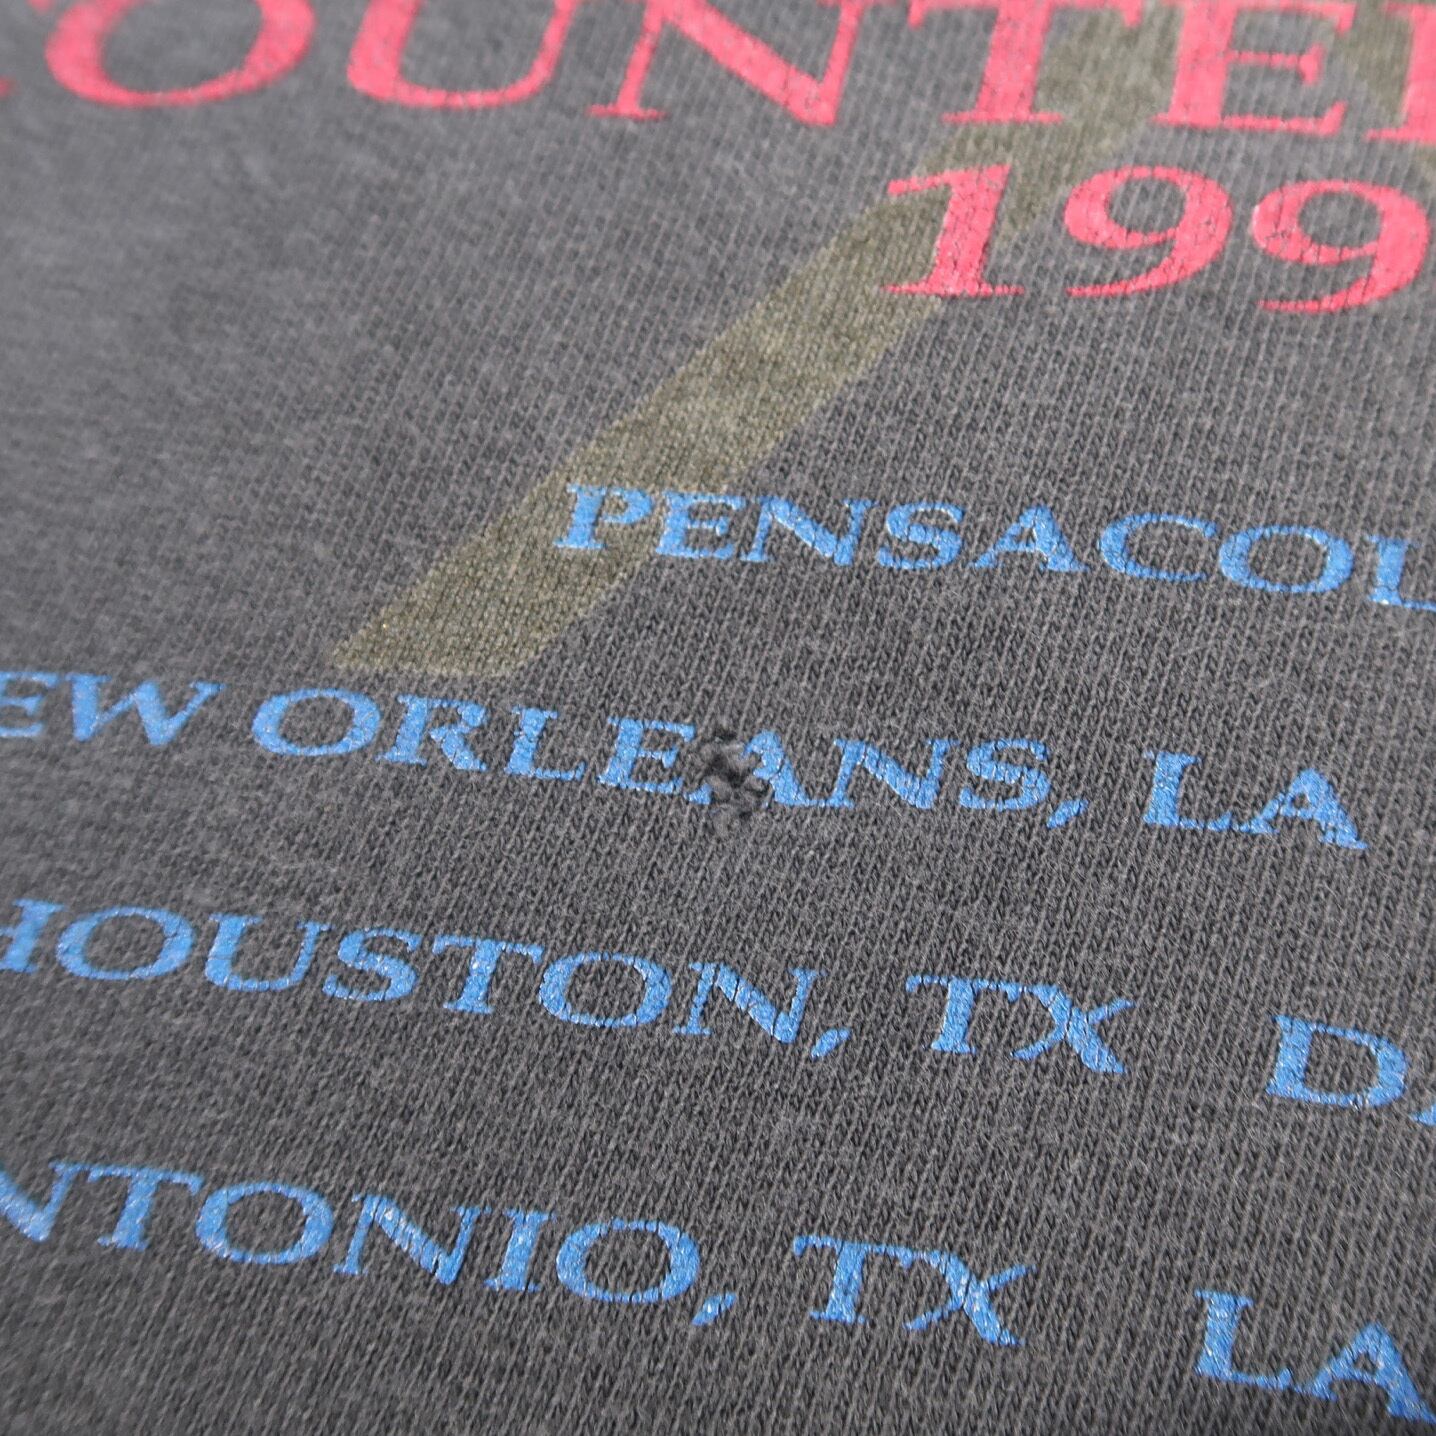 OUNTE
199
PENSACOL
EW ORLEANS, LA
HOUSTON, TX D
NTONIO, TX LA